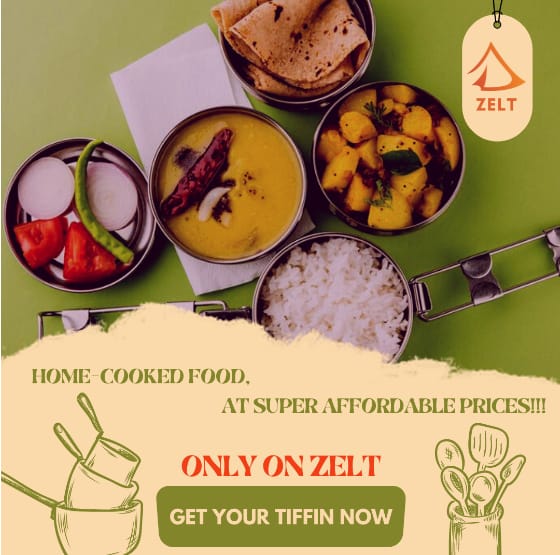 ZELT
HOME-COOKED FOOD,
AT SUPER AFFORDABLE PRICES!!!
ONLY ON ZELT
GET YOUR TIFFIN NOW